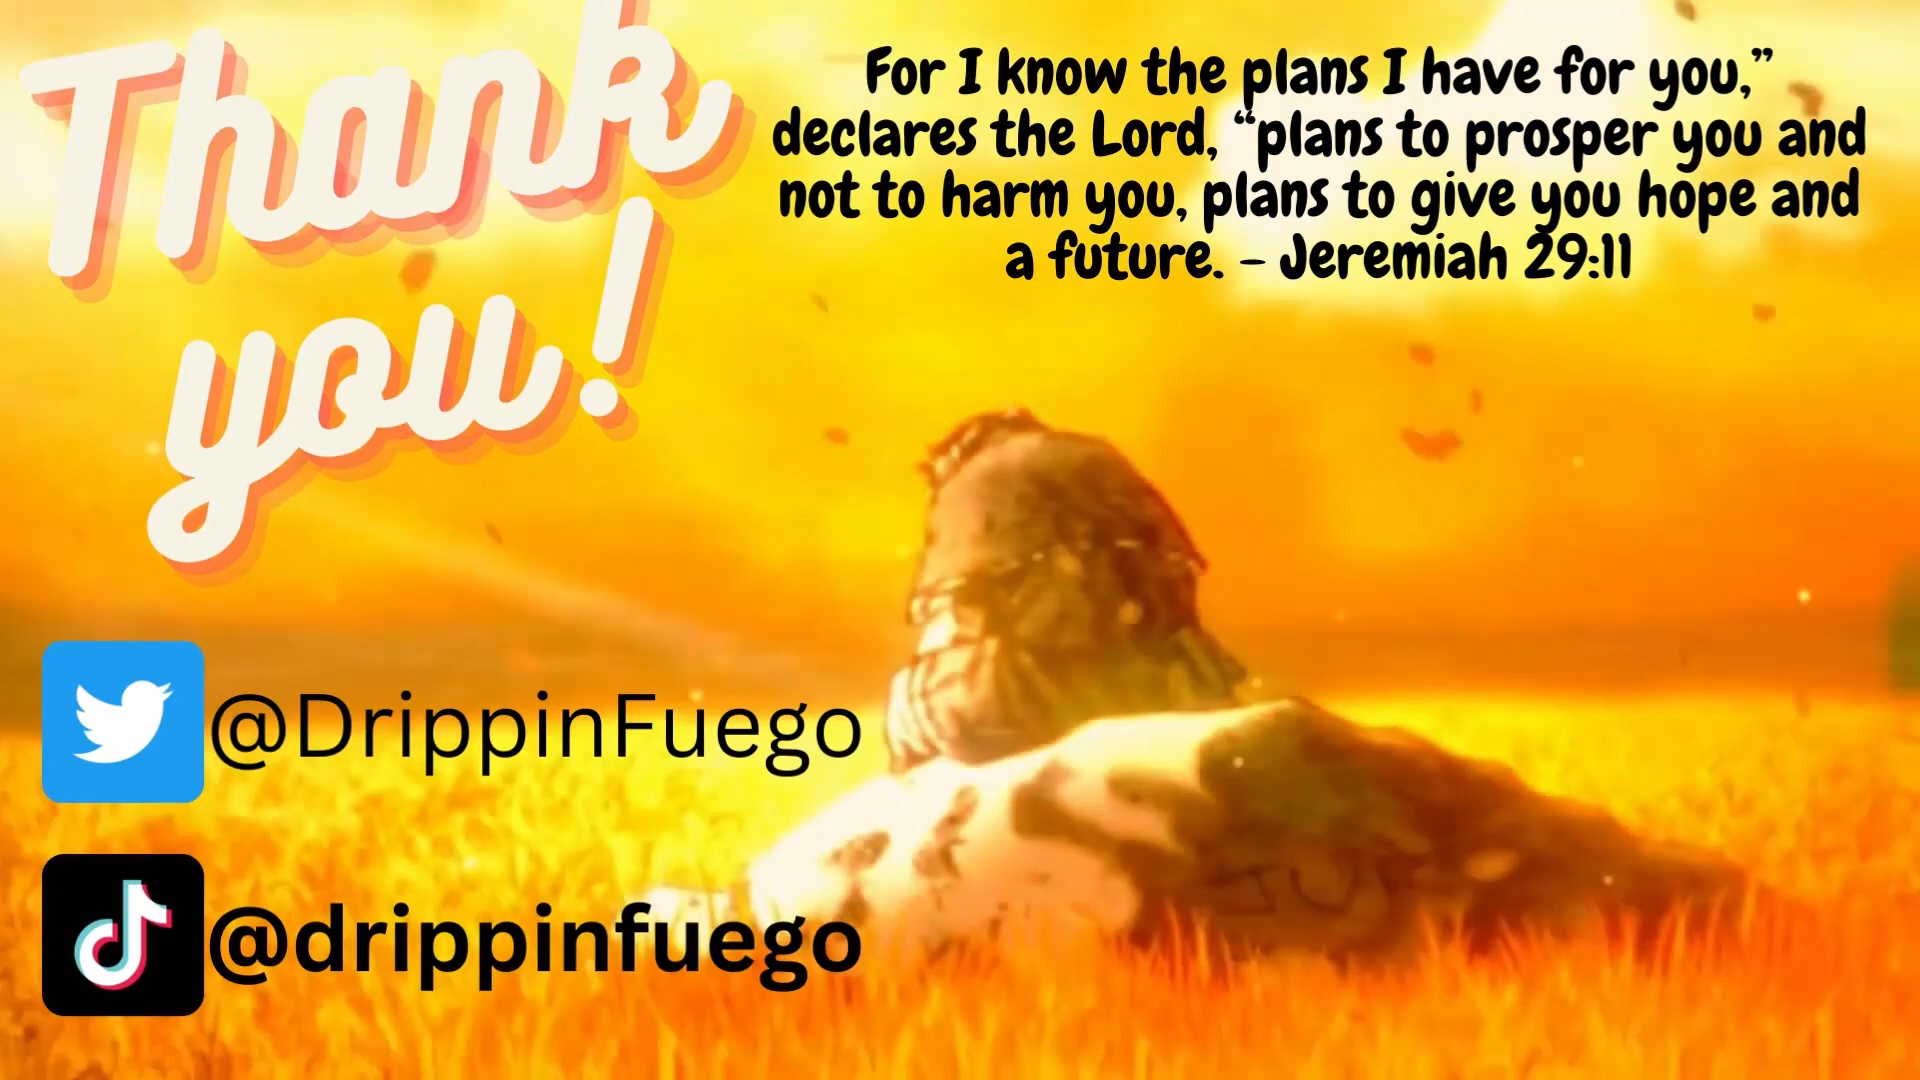 Thank
you!
For I know the plans I have for you,”
declares the Lord, “plans to prosper you and
not to harm you, plans to give you hope and
a future. - Jeremiah 29:11
@DrippinFuego
@drippinfuego